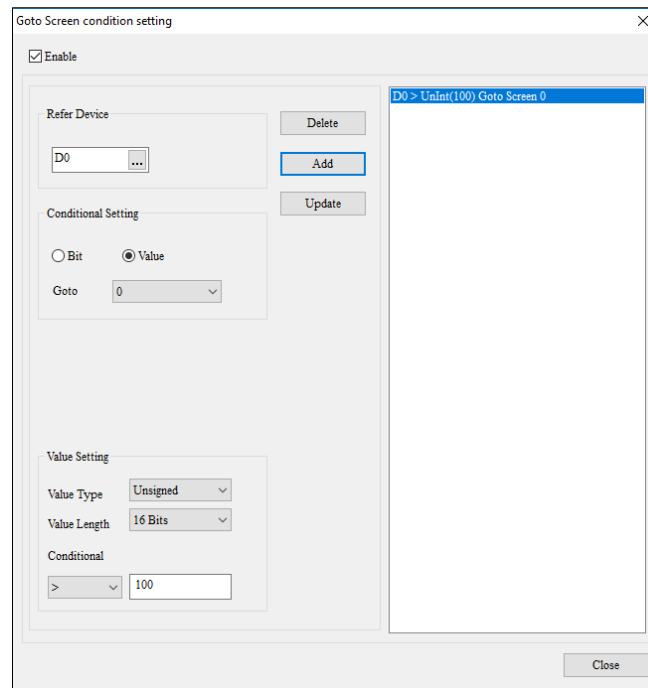 Goto Screen condition setting
Enable
Refer Device
D0
...
Conditional Setting
Bit
Value
Goto
0
Value Setting
Value Type
Unsigned
Value Length
16 Bits
Conditional
>
100
Delete
Add
Update
D0 > UnInt(100) Goto Screen 0
Close